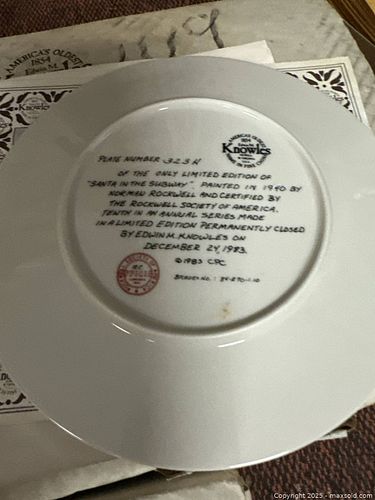 AMERICA'S OLDEST
1854
Edwin M.
AMERICA'S OLDEST
1854
Knowles
PLATE NUMBER 323H
OF THE ONLY LIMITED EDITION OF
"SANTA IN THE SUBWAY" PAINTED IN 1940 BY
NORMAN ROCKWELL AND CERTIFIED BY
THE ROCKWELL SOCIETY OF AMERICA.
TENTH IN AN ANNUAL SERIES MADE
IN A LIMITED EDITION PERMANENTLY CLOSED
BY EDWIN M. KNOWLES ON
DECEMBER 24, 1983.
©1983 CPC
Copyright 2025 - maxsold.com